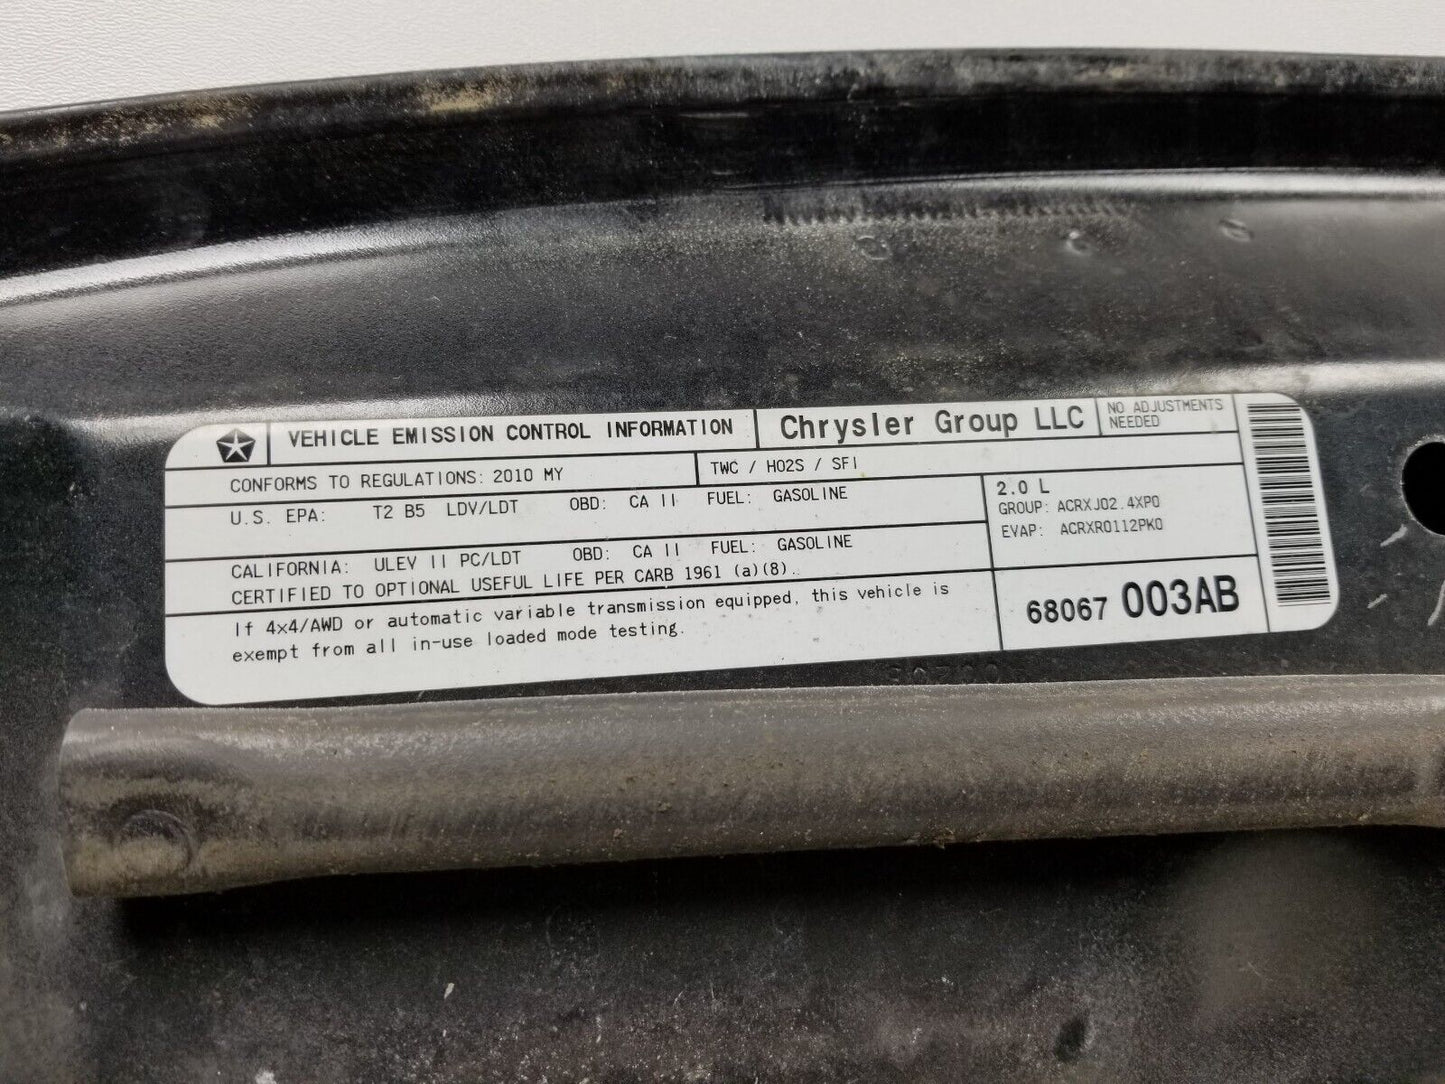 VEHICLE EMISSION CONTROL INFORMATION
Chrysler Group LLC
NO ADJUSTMENTS
NEEDED
CONFORMS TO REGULATIONS: 2010 MY
TWC / HO2S / SFI
U.S. EPA: T2 B5 LDV/LDT OBD: CA II FUEL: GASOLINE
CALIFORNIA: ULEV II PC/LDT OBD: CA II FUEL: GASOLINE
CERTIFIED TO OPTIONAL USEFUL LIFE PER CARB 1961 (a)(8).
2.0 L
GROUP: ACRXJ02.4XP0
EVAP: ACRXR0112PK0
If 4x4/AWD or automatic variable transmission equipped, this vehicle is
exempt from all in-use loaded mode testing.
68067 003AB